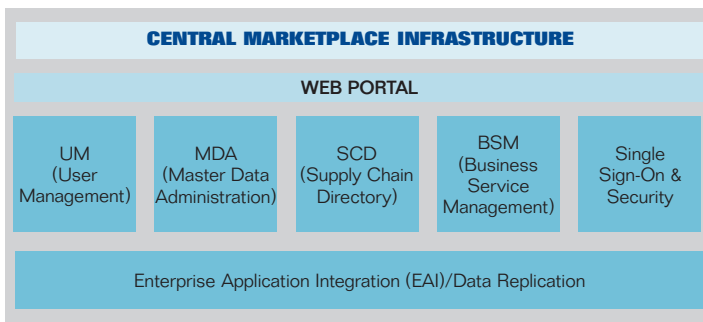 CENTRAL MARKETPLACE INFRASTRUCTURE
WEB PORTAL
UM
(User
Management)
MDA
(Master Data
Administration)
SCD
(Supply Chain
Directory)
BSM
(Business
Service
Management)
Single
Sign-On &
Security
Enterprise Application Integration (EAI)/Data Replication